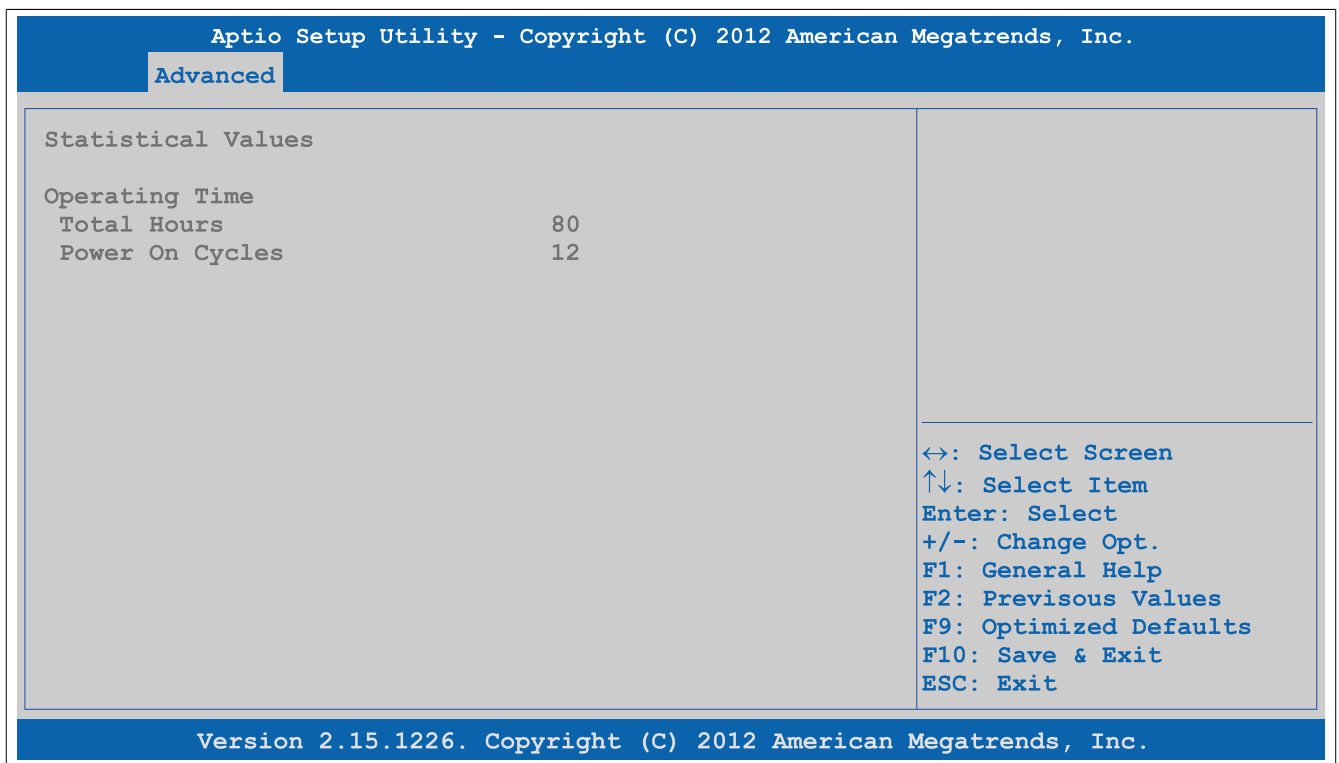 Aptio Setup Utility - Copyright (C) 2012 American Megatrends, Inc.
Advanced
Statistical Values
Operating Time
Total Hours 80
Power On Cycles 12
↔: Select Screen
↑↓: Select Item
Enter: Select
+/-: Change Opt.
F1: General Help
F2: Previsous Values
F9: Optimized Defaults
F10: Save & Exit
ESC: Exit
Version 2.15.1226. Copyright (C) 2012 American Megatrends, Inc.